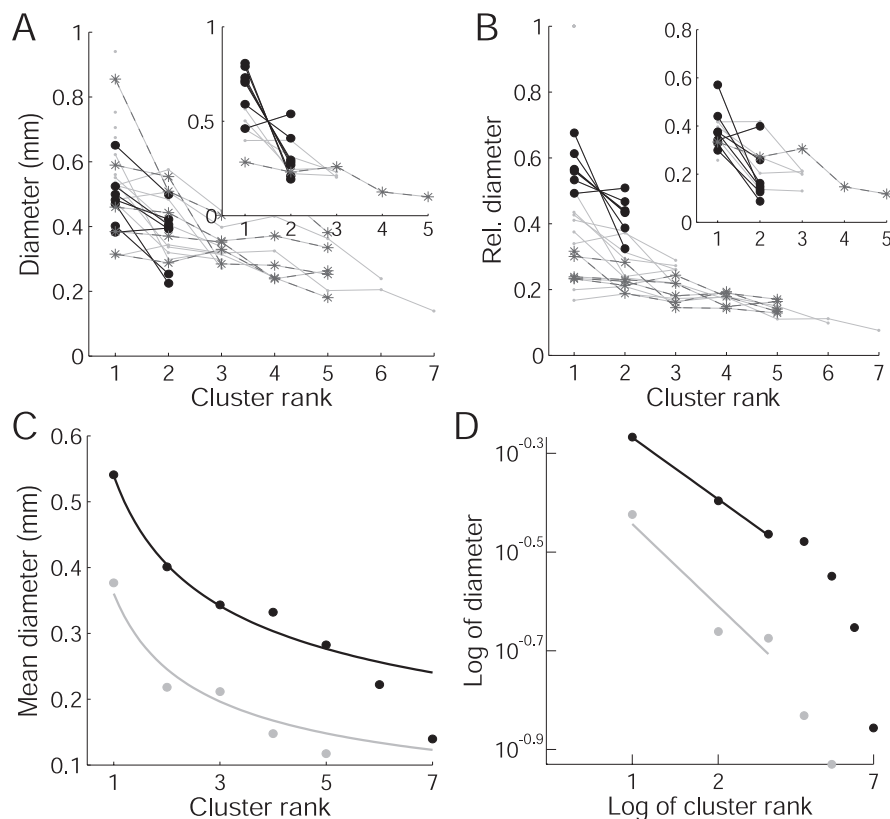 A
Diameter (mm)
1
0.8
0.6
0.4
0.2
0
1 2 3 4 5 6 7
Cluster rank
1
0.5
0
1 2 3 4 5
B
Rel. diameter
1
0.8
0.6
0.4
0.2
0
1 2 3 4 5 6 7
Cluster rank
0.8
0.6
0.4
0.2
0
1 2 3 4 5
C
Mean diameter (mm)
0.6
0.5
0.4
0.3
0.2
0.1
1 3 5 7
Cluster rank
D
Log of diameter
10^-0.3
10^-0.5
10^-0.7
10^-0.9
1 2 7
Log of cluster rank